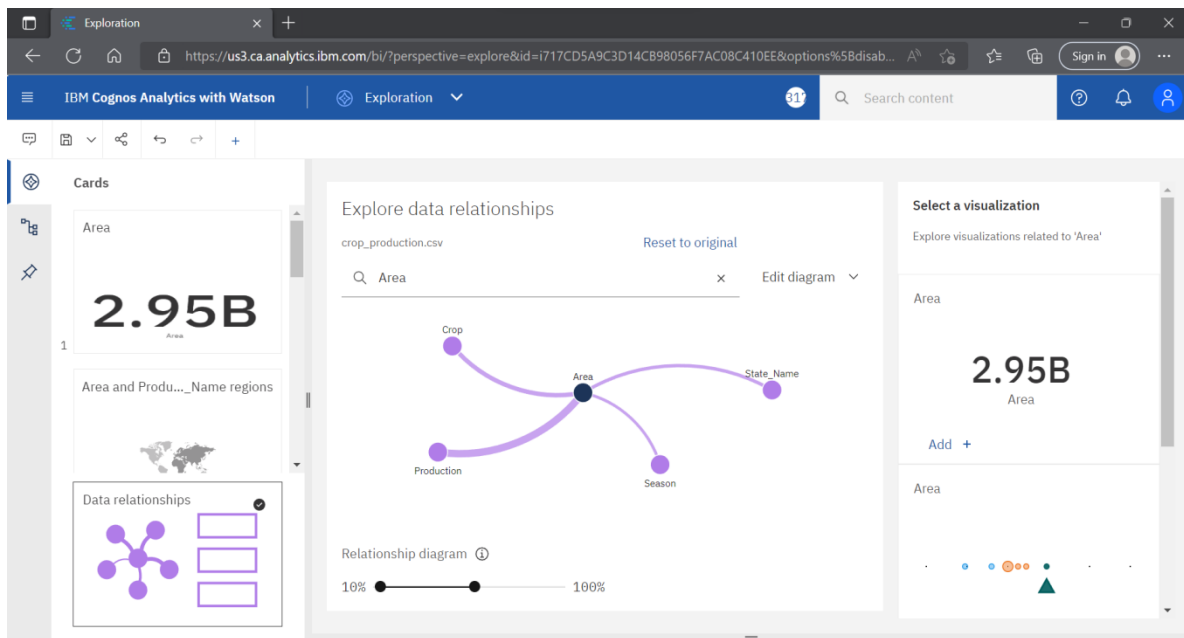 Exploration
https://us3.ca.analytics.ibm.com/bi/?perspective=explore&id=i717CD5A9C3D14CB98056F7AC08C410EE&options%5Bdisab...
Sign in
IBM Cognos Analytics with Watson
Exploration
317
Search content
Cards
Area
2.95B
Area
1
Area and Produ..._Name regions
Data relationships
Explore data relationships
crop_production.csv
Reset to original
Area
Edit diagram
Crop
Area
State_Name
Production
Season
Relationship diagram
10%
100%
Select a visualization
Explore visualizations related to 'Area'
Area
2.95B
Area
Add +
Area